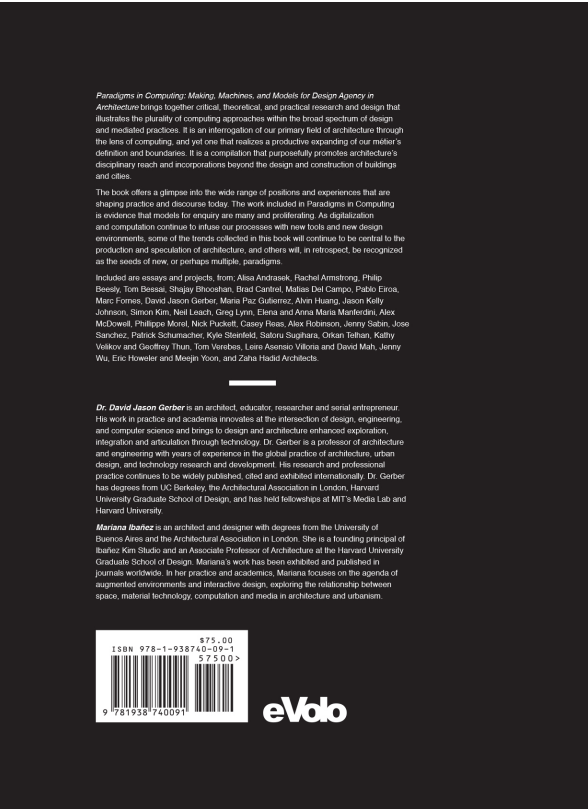 Paradigms in Computing: Making, Machines, and Models for Design Agency in
Architecture brings together critical, theoretical, and practical research and design that
illustrates the plurality of computing approaches within the broad spectrum of design
and mediated practices. It is an interrogation of our primary field of architecture through
the lens of computing, and yet one that realizes a productive expanding of our métier's
definition and boundaries. It is a compilation that purposefully promotes architecture's
disciplinary reach and incorporations beyond the design and construction of buildings
and cities.
The book offers a glimpse into the wide range of positions and experiences that are
shaping practice and discourse today. The work included in Paradigms in Computing
is evidence that models for enquiry are many and proliferating. As digitalization
and computation continue to infuse our processes with new tools and new design
environments, some of the trends collected in this book will continue to be central to the
production and speculation of architecture, and others will, in retrospect, be recognized
as the seeds of new, or perhaps multiple, paradigms.
Included are essays and projects, from; Alisa Andrasek, Rachel Armstrong, Philip
Beesly, Tom Bessai, Shajay Bhooshan, Brad Cantrel, Matias Del Campo, Pablo Eiroa,
Marc Fornes, David Jason Gerber, Maria Paz Gutierrez, Alvin Huang, Jason Kelly
Johnson, Simon Kim, Neil Leach, Greg Lynn, Elena and Anna Maria Manferdini, Alex
McDowell, Phillippe Morel, Nick Puckett, Casey Reas, Alex Robinson, Jenny Sabin, Jose
Sanchez, Patrick Schumacher, Kyle Steinfeld, Satoru Sugihara, Orkan Telhan, Kathy
Velikov and Geoffrey Thun, Tom Verebes, Leire Asensio Villoria and David Mah, Jenny
Wu, Eric Howeler and Meejin Yoon, and Zaha Hadid Architects.
Dr. David Jason Gerber is an architect, educator, researcher and serial entrepreneur.
His work in practice and academia innovates at the intersection of design, engineering,
and computer science and brings to design and architecture enhanced exploration,
integration and articulation through technology. Dr. Gerber is a professor of architecture
and engineering with years of experience in the global practice of architecture, urban
design, and technology research and development. His research and professional
practice continues to be widely published, cited and exhibited internationally. Dr. Gerber
has degrees from UC Berkeley, the Architectural Association in London, Harvard
University Graduate School of Design, and has held fellowships at MIT's Media Lab and
Harvard University.
Mariana Ibañez is an architect and designer with degrees from the University of
Buenos Aires and the Architectural Association in London. She is a founding principal of
Ibañez Kim Studio and an Associate Professor of Architecture at the Harvard University
Graduate School of Design. Mariana's work has been exhibited and published in
journals worldwide. In her practice and academics, Mariana focuses on the agenda of
augmented environments and interactive design, exploring the relationship between
space, material technology, computation and media in architecture and urbanism.
$75.00
ISBN 978-1-938740-09-1
57500>
9 781938 740091
eVolo